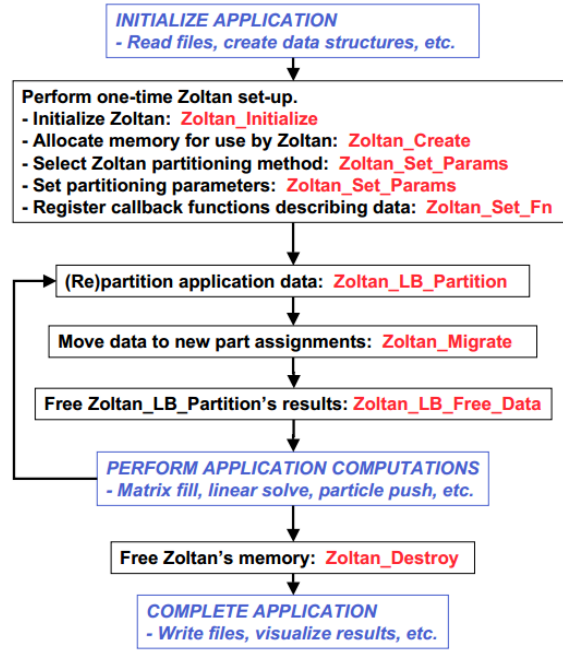 INITIALIZE APPLICATION
- Read files, create data structures, etc.
Perform one-time Zoltan set-up.
- Initialize Zoltan: Zoltan_Initialize
- Allocate memory for use by Zoltan: Zoltan_Create
- Select Zoltan partitioning method: Zoltan_Set_Params
- Set partitioning parameters: Zoltan_Set_Params
- Register callback functions describing data: Zoltan_Set_Fn
(Re)partition application data: Zoltan_LB_Partition
Move data to new part assignments: Zoltan_Migrate
Free Zoltan_LB_Partition's results: Zoltan_LB_Free_Data
PERFORM APPLICATION COMPUTATIONS
- Matrix fill, linear solve, particle push, etc.
Free Zoltan's memory: Zoltan_Destroy
COMPLETE APPLICATION
- Write files, visualize results, etc.